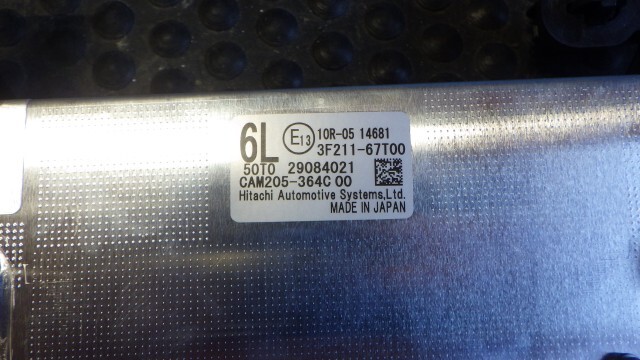 6L E13 10R-05 14681
3F211-67T00
50T0 29084021
CAM205-364C 00
Hitachi Automotive Systems,Ltd.
MADE IN JAPAN